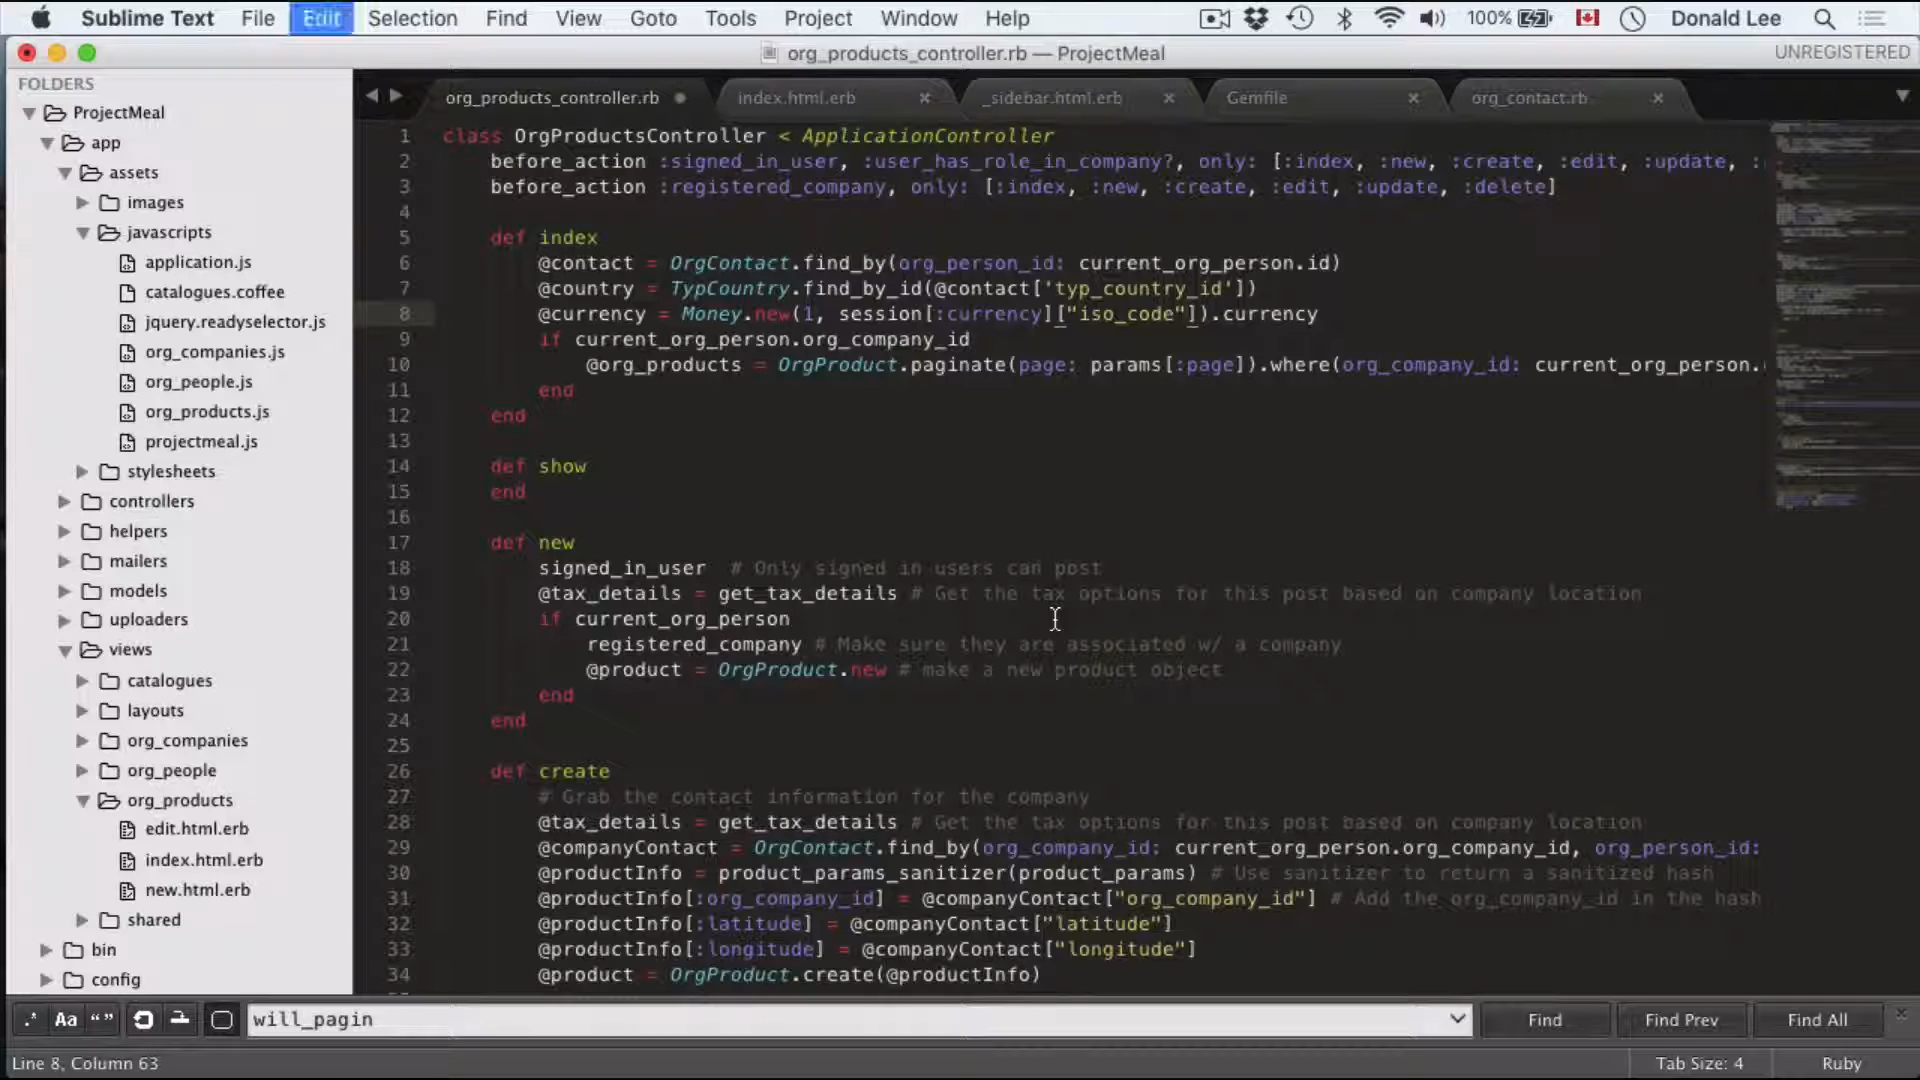 Sublime Text File Edit Selection Find View Goto Tools Project Window Help 100% Donald Lee
org_products_controller.rb — ProjectMeal UNREGISTERED
FOLDERS
ProjectMeal
app
assets
images
javascripts
application.js
catalogues.coffee
jquery.readyselector.js
org_companies.js
org_people.js
org_products.js
projectmeal.js
stylesheets
controllers
helpers
mailers
models
uploaders
views
catalogues
layouts
org_companies
org_people
org_products
edit.html.erb
index.html.erb
new.html.erb
shared
bin
config
org_products_controller.rb index.html.erb _sidebar.html.erb Gemfile org_contact.rb
1 class OrgProductsController < ApplicationController
2 before_action :signed_in_user, :user_has_role_in_company?, only: [:index, :new, :create, :edit, :update, :
3 before_action :registered_company, only: [:index, :new, :create, :edit, :update, :delete]
4
5 def index
6 @contact = OrgContact.find_by(org_person_id: current_org_person.id)
7 @country = TypCountry.find_by_id(@contact['typ_country_id'])
8 @currency = Money.new(1, session[:currency]["iso_code"]).currency
9 if current_org_person.org_company_id
10 @org_products = OrgProduct.paginate(page: params[:page]).where(org_company_id: current_org_person.
11 end
12 end
13
14 def show
15 end
16
17 def new
18 signed_in_user # Only signed in users can post
19 @tax_details = get_tax_details # Get the tax options for this post based on company location
20 if current_org_person
21 registered_company # Make sure they are associated w/ a company
22 @product = OrgProduct.new # make a new product object
23 end
24 end
25
26 def create
27 # Grab the contact information for the company
28 @tax_details = get_tax_details # Get the tax options for this post based on company location
29 @companyContact = OrgContact.find_by(org_company_id: current_org_person.org_company_id, org_person_id:
30 @productInfo = product_params_sanitizer(product_params) # Use sanitizer to return a sanitized hash
31 @productInfo[:org_company_id] = @companyContact["org_company_id"] # Add the org_company_id in the hash
32 @productInfo[:latitude] = @companyContact["latitude"]
33 @productInfo[:longitude] = @companyContact["longitude"]
34 @product = OrgProduct.create(@productInfo)
.* Aa “” will_pagin Find Find Prev Find All
Line 8, Column 63 Tab Size: 4 Ruby